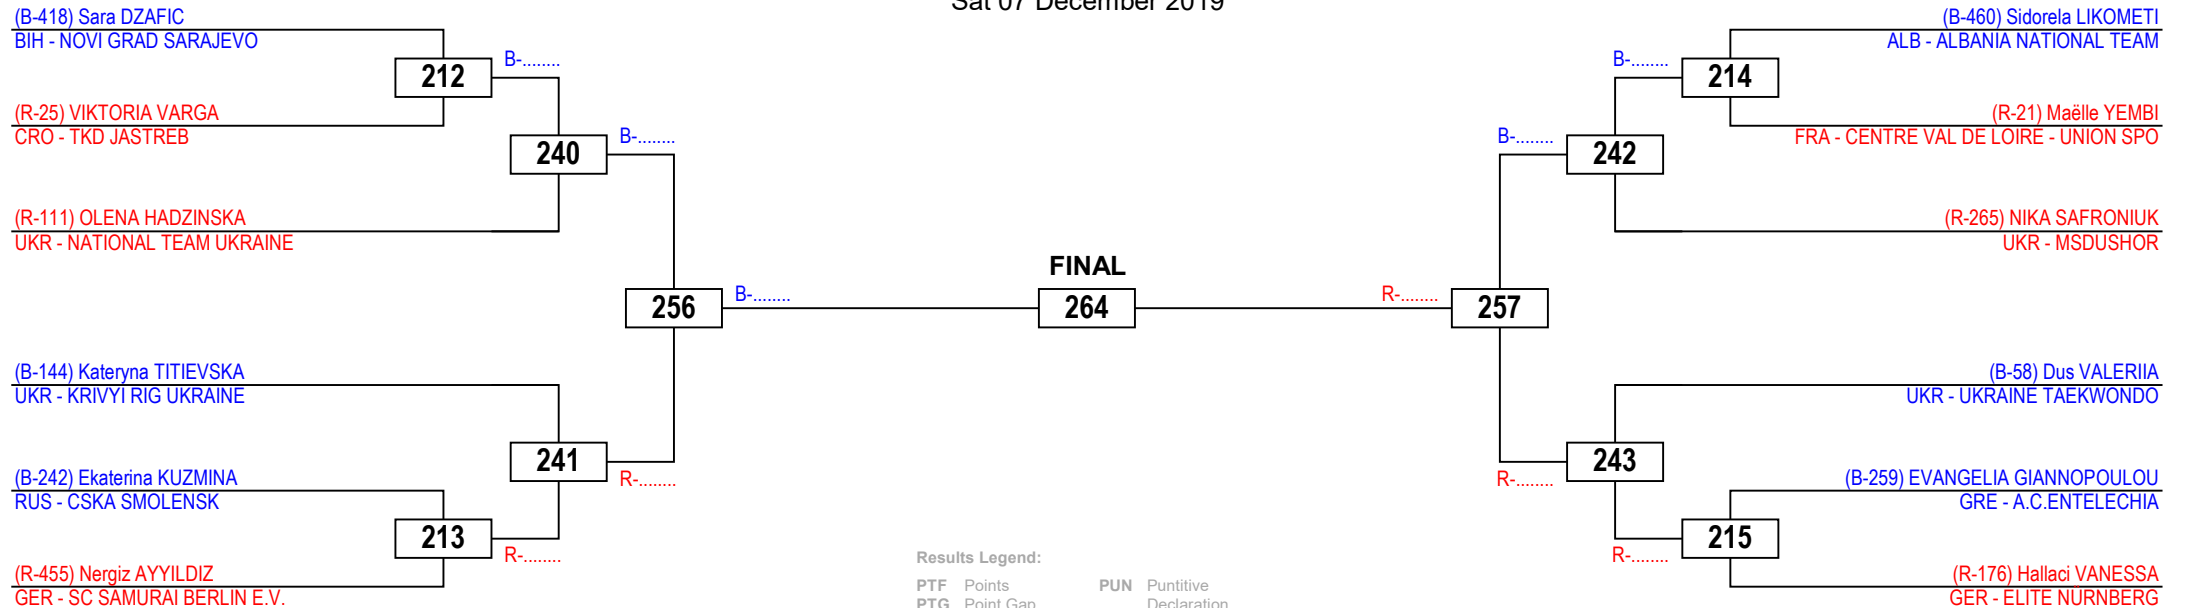 Sat 07 December 2019
(B-418) Sara DZAFIC
BIH - NOVI GRAD SARAJEVO
212
B-........
(R-25) VIKTORIA VARGA
CRO - TKD JASTREB
240
B-........
(R-111) OLENA HADZINSKA
UKR - NATIONAL TEAM UKRAINE
256
B-........
(B-144) Kateryna TITIEVSKA
UKR - KRIVYI RIG UKRAINE
241
R-........
(B-242) Ekaterina KUZMINA
RUS - CSKA SMOLENSK
213
R-........
(R-455) Nergiz AYYILDIZ
GER - SC SAMURAI BERLIN E.V.
FINAL
264
(B-460) Sidorela LIKOMETI
ALB - ALBANIA NATIONAL TEAM
B-........
214
(R-21) Maëlle YEMBI
FRA - CENTRE VAL DE LOIRE - UNION SPO
B-........
242
(R-265) NIKA SAFRONIUK
UKR - MSDUSHOR
R-........
257
(B-58) Dus VALERIIA
UKR - UKRAINE TAEKWONDO
R-........
243
(B-259) EVANGELIA GIANNOPOULOU
GRE - A.C.ENTELECHIA
R-........
215
(R-176) Hallaci VANESSA
GER - ELITE NÜRNBERG
Results Legend:
PTF Points PUN Puntitive
PTG Point Gap Declaration